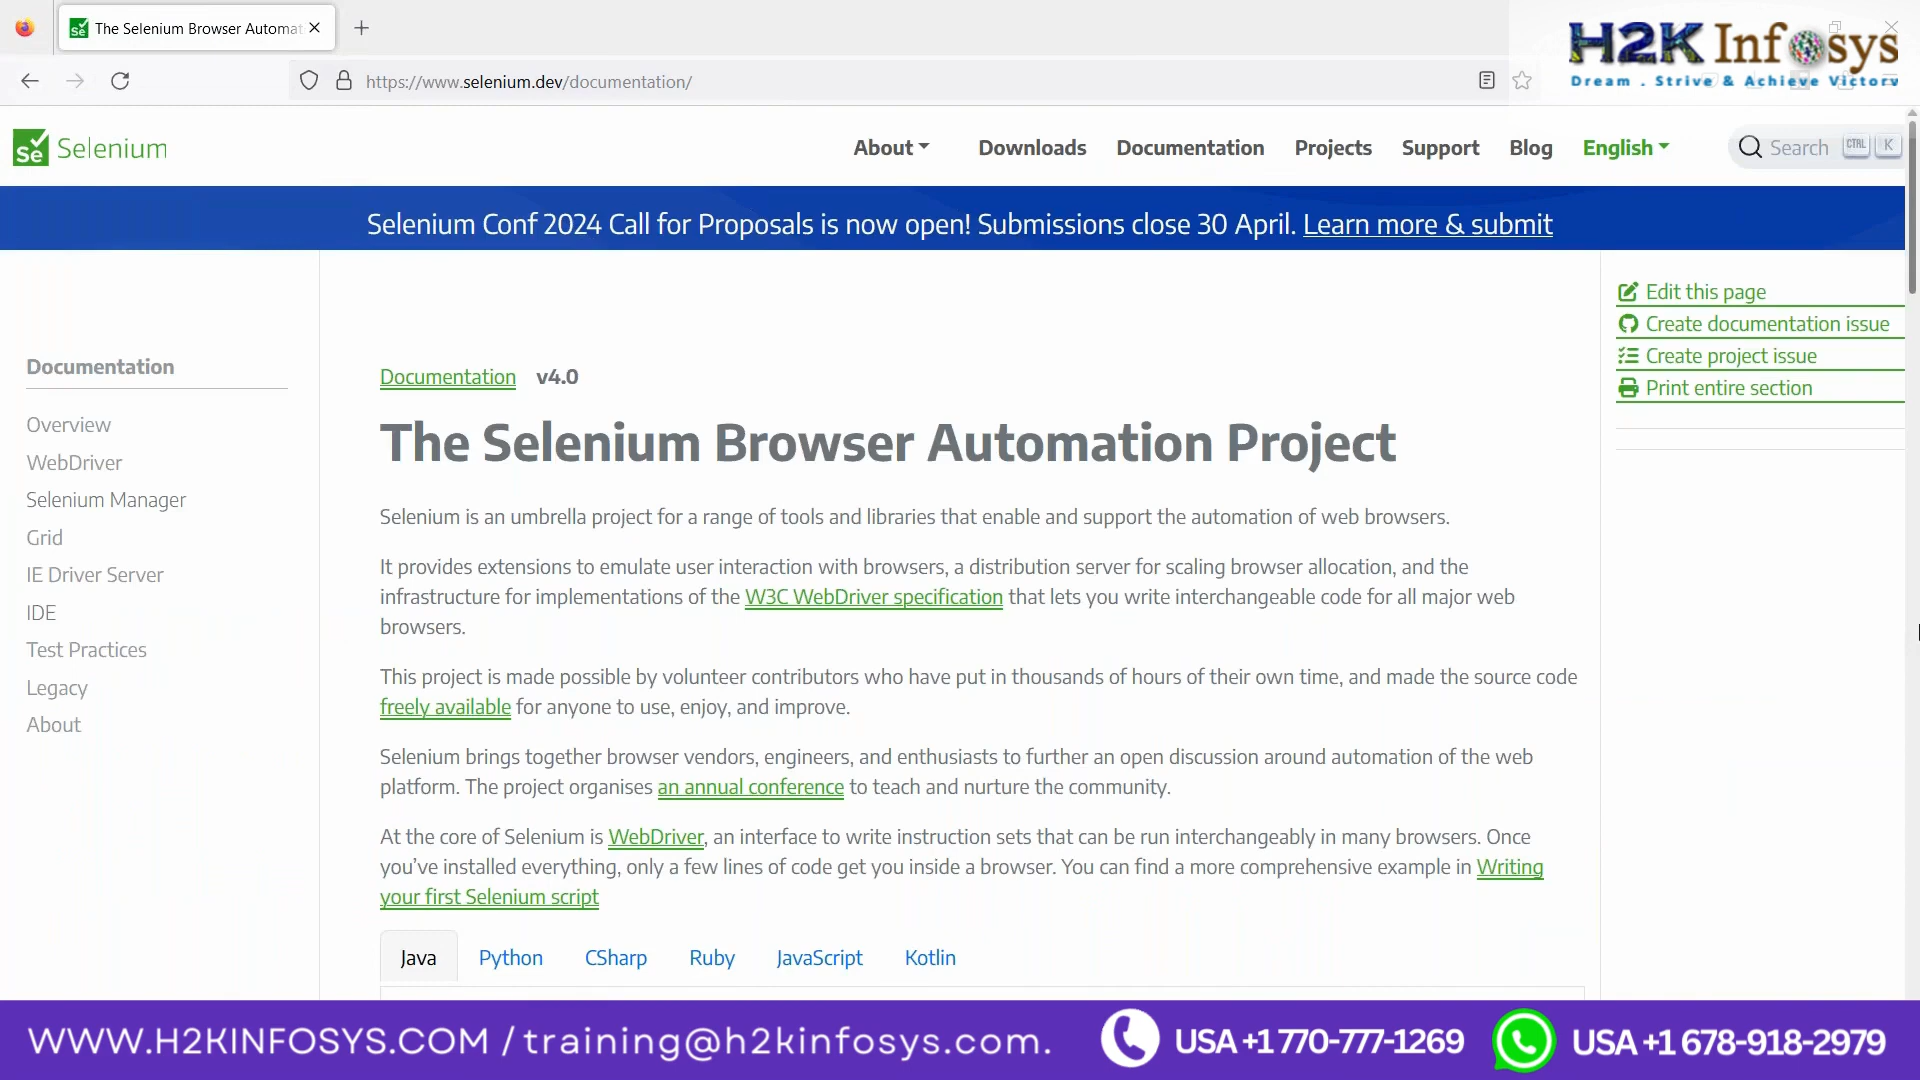 The Selenium Browser Automat
H2K Infosys
Dream . Strive & Achieve Victory
https://www.selenium.dev/documentation/
Se Selenium
About
Downloads
Documentation
Projects
Support
Blog
English
Search CTRL K
Selenium Conf 2024 Call for Proposals is now open! Submissions close 30 April. Learn more & submit
Documentation
Overview
WebDriver
Selenium Manager
Grid
IE Driver Server
IDE
Test Practices
Legacy
About
Documentation v4.0
The Selenium Browser Automation Project
Selenium is an umbrella project for a range of tools and libraries that enable and support the automation of web browsers.
It provides extensions to emulate user interaction with browsers, a distribution server for scaling browser allocation, and the
infrastructure for implementations of the W3C WebDriver specification that lets you write interchangeable code for all major web
browsers.
This project is made possible by volunteer contributors who have put in thousands of hours of their own time, and made the source code
freely available for anyone to use, enjoy, and improve.
Selenium brings together browser vendors, engineers, and enthusiasts to further an open discussion around automation of the web
platform. The project organises an annual conference to teach and nurture the community.
At the core of Selenium is WebDriver, an interface to write instruction sets that can be run interchangeably in many browsers. Once
you've installed everything, only a few lines of code get you inside a browser. You can find a more comprehensive example in Writing
your first Selenium script
Java
Python
CSharp
Ruby
JavaScript
Kotlin
Edit this page
Create documentation issue
Create project issue
Print entire section
WWW.H2KINFOSYS.COM / training@h2kinfosys.com.
USA +1 770-777-1269
USA +1 678-918-2979